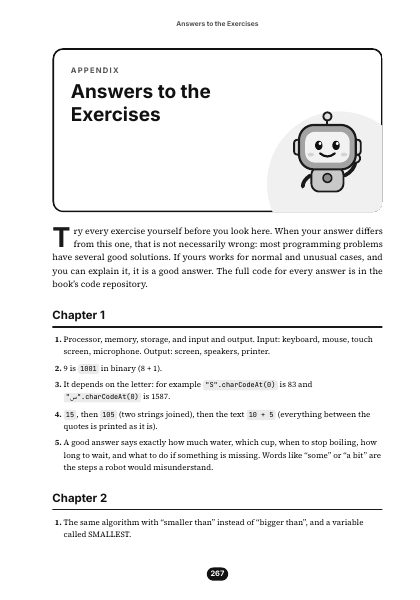 Answers to the Exercises
APPENDIX
Answers to the
Exercises
Try every exercise yourself before you look here. When your answer differs
from this one, that is not necessarily wrong: most programming problems
have several good solutions. If yours works for normal and unusual cases, and
you can explain it, it is a good answer. The full code for every answer is in the
book's code repository.
Chapter 1
1. Processor, memory, storage, and input and output. Input: keyboard, mouse, touch
screen, microphone. Output: screen, speakers, printer.
2. 9 is 1001 in binary (8 + 1).
3. It depends on the letter: for example "S".charCodeAt(0) is 83 and
"س".charCodeAt(0) is 1587.
4. 15, then 105 (two strings joined), then the text 10 + 5 (everything between the
quotes is printed as it is).
5. A good answer says exactly how much water, which cup, when to stop boiling, how
long to wait, and what to do if something is missing. Words like “some” or “a bit” are
the steps a robot would misunderstand.
Chapter 2
1. The same algorithm with “smaller than” instead of “bigger than”, and a variable
called SMALLEST.
267